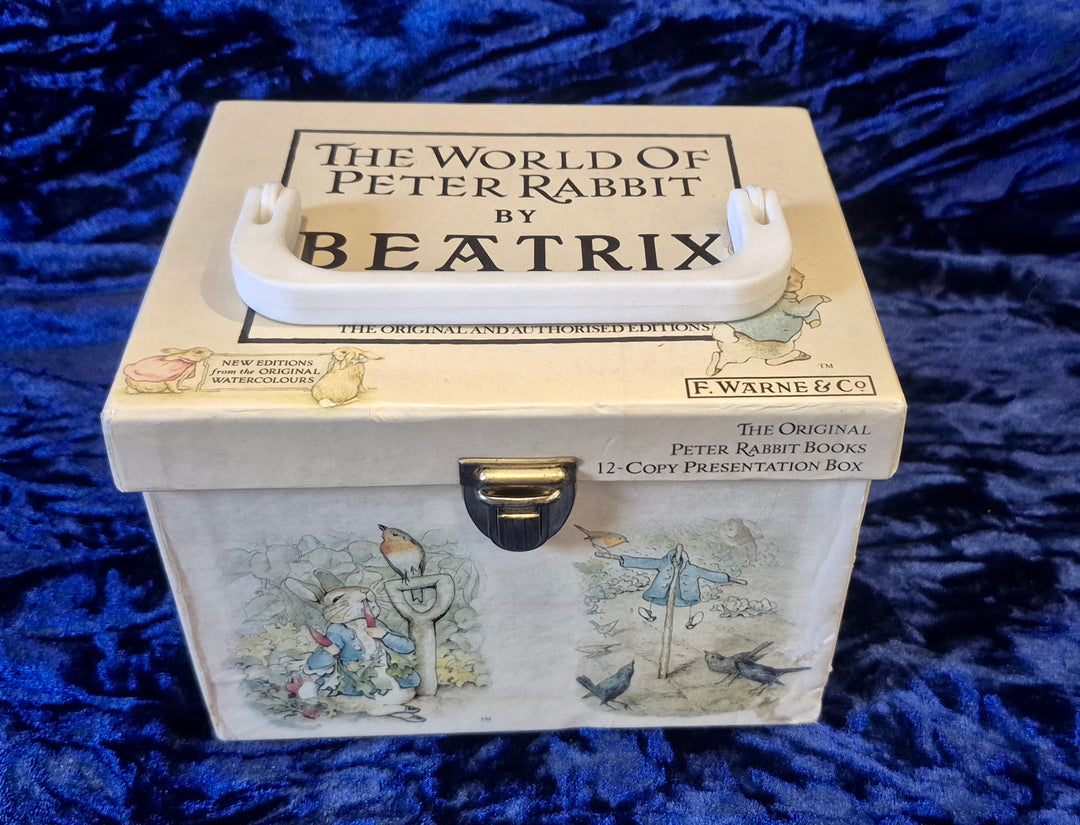 THE WORLD OF
PETER RABBIT
BY
BEATRIX
THE ORIGINAL AND AUTHORISED EDITIONS
NEW EDITIONS
from the ORIGINAL
WATERCOLOURS
TM
F. WARNE & Co
THE ORIGINAL
PETER RABBIT BOOKS
12-COPY PRESENTATION BOX
TM